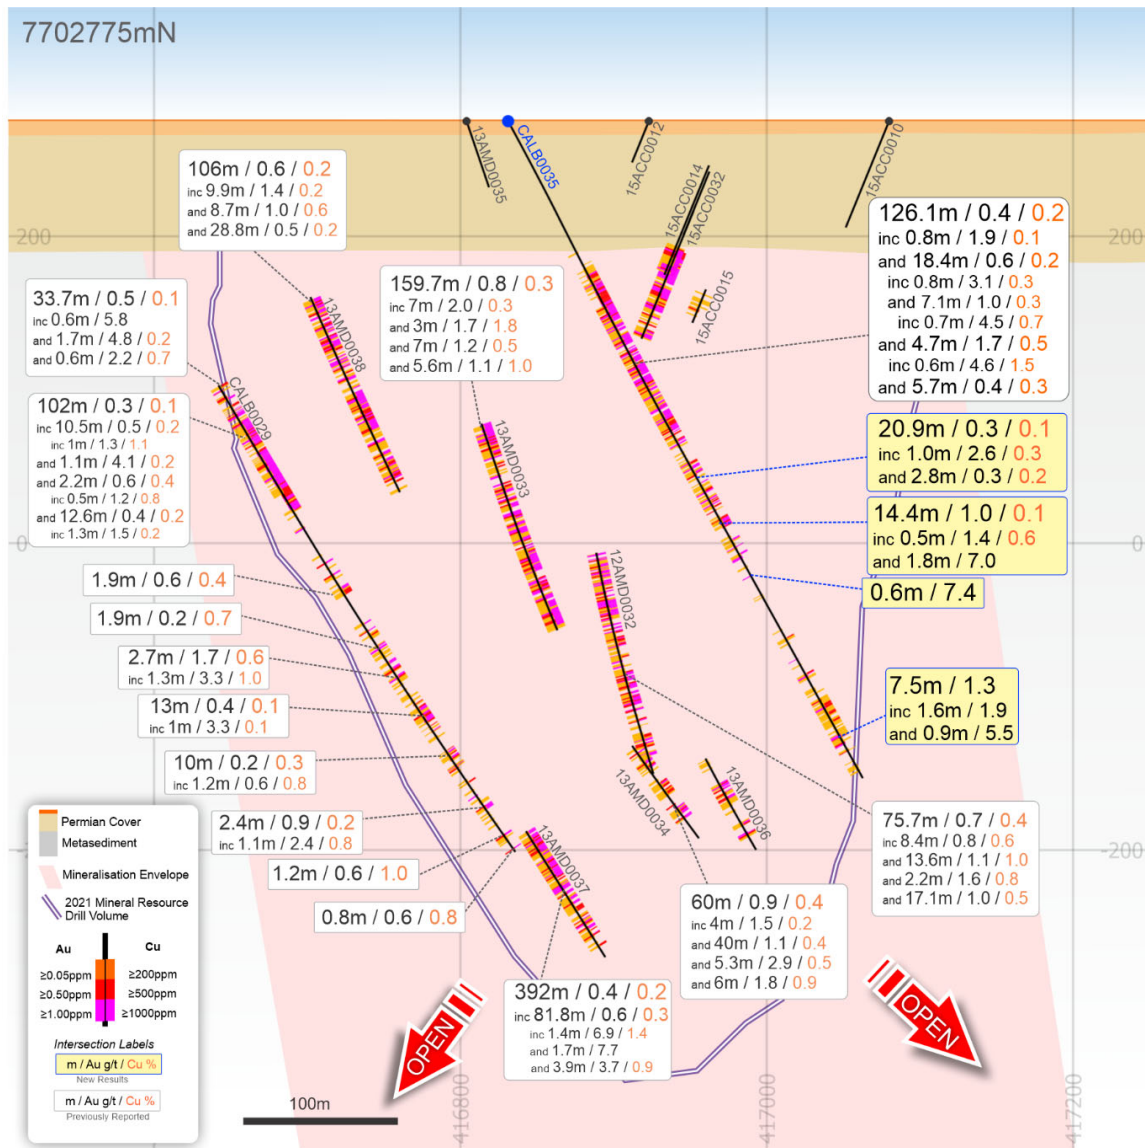 7702775mN
13AMD0035
CALB0035
15ACC0012
15ACC0010
15ACC0014
15ACC0032
15ACC0015
106m / 0.6 / 0.2
inc 9.9m / 1.4 / 0.2
and 8.7m / 1.0 / 0.6
and 28.8m / 0.5 / 0.2
126.1m / 0.4 / 0.2
inc 0.8m / 1.9 / 0.1
and 18.4m / 0.6 / 0.2
inc 0.8m / 3.1 / 0.3
and 7.1m / 1.0 / 0.3
inc 0.7m / 4.5 / 0.7
and 4.7m / 1.7 / 0.5
inc 0.6m / 4.6 / 1.5
and 5.7m / 0.4 / 0.3
200
200
33.7m / 0.5 / 0.1
inc 0.6m / 5.8
and 1.7m / 4.8 / 0.2
and 0.6m / 2.2 / 0.7
159.7m / 0.8 / 0.3
inc 7m / 2.0 / 0.3
and 3m / 1.7 / 1.8
and 7m / 1.2 / 0.5
and 5.6m / 1.1 / 1.0
13AMD0038
CALB0029
13AMD0033
102m / 0.3 / 0.1
inc 10.5m / 0.5 / 0.2
inc 1m / 1.3 / 1.1
and 1.1m / 4.1 / 0.2
and 2.2m / 0.6 / 0.4
inc 0.5m / 1.2 / 0.8
and 12.6m / 0.4 / 0.2
inc 1.3m / 1.5 / 0.2
20.9m / 0.3 / 0.1
inc 1.0m / 2.6 / 0.3
and 2.8m / 0.3 / 0.2
14.4m / 1.0 / 0.1
inc 0.5m / 1.4 / 0.6
and 1.8m / 7.0
0
0
0.6m / 7.4
12AMD0032
1.9m / 0.6 / 0.4
1.9m / 0.2 / 0.7
2.7m / 1.7 / 0.6
inc 1.3m / 3.3 / 1.0
13m / 0.4 / 0.1
inc 1m / 3.3 / 0.1
7.5m / 1.3
inc 1.6m / 1.9
and 0.9m / 5.5
10m / 0.2 / 0.3
inc 1.2m / 0.6 / 0.8
13AMD0034
13AMD0036
2.4m / 0.9 / 0.2
inc 1.1m / 2.4 / 0.8
75.7m / 0.7 / 0.4
inc 8.4m / 0.8 / 0.6
and 13.6m / 1.1 / 1.0
and 2.2m / 1.6 / 0.8
and 17.1m / 1.0 / 0.5
-200
-200
1.2m / 0.6 / 1.0
13AMD0037
0.8m / 0.6 / 0.8
60m / 0.9 / 0.4
inc 4m / 1.5 / 0.2
and 40m / 1.1 / 0.4
and 5.3m / 2.9 / 0.5
and 6m / 1.8 / 0.9
392m / 0.4 / 0.2
inc 81.8m / 0.6 / 0.3
inc 1.4m / 6.9 / 1.4
and 1.7m / 7.7
and 3.9m / 3.7 / 0.9
OPEN
OPEN
Permian Cover
Metasediment
Mineralisation Envelope
2021 Mineral Resource
Drill Volume
Au Cu
≥0.05ppm ≥200ppm
≥0.50ppm ≥500ppm
≥1.00ppm ≥1000ppm
Intersection Labels
m / Au g/t / Cu %
New Results
m / Au g/t / Cu %
Previously Reported
100m
416800
417000
417200